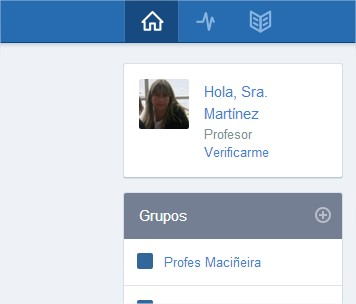 Hola, Sra.
Martínez
Profesor
Verificarme
Grupos
Profes Maciñeira